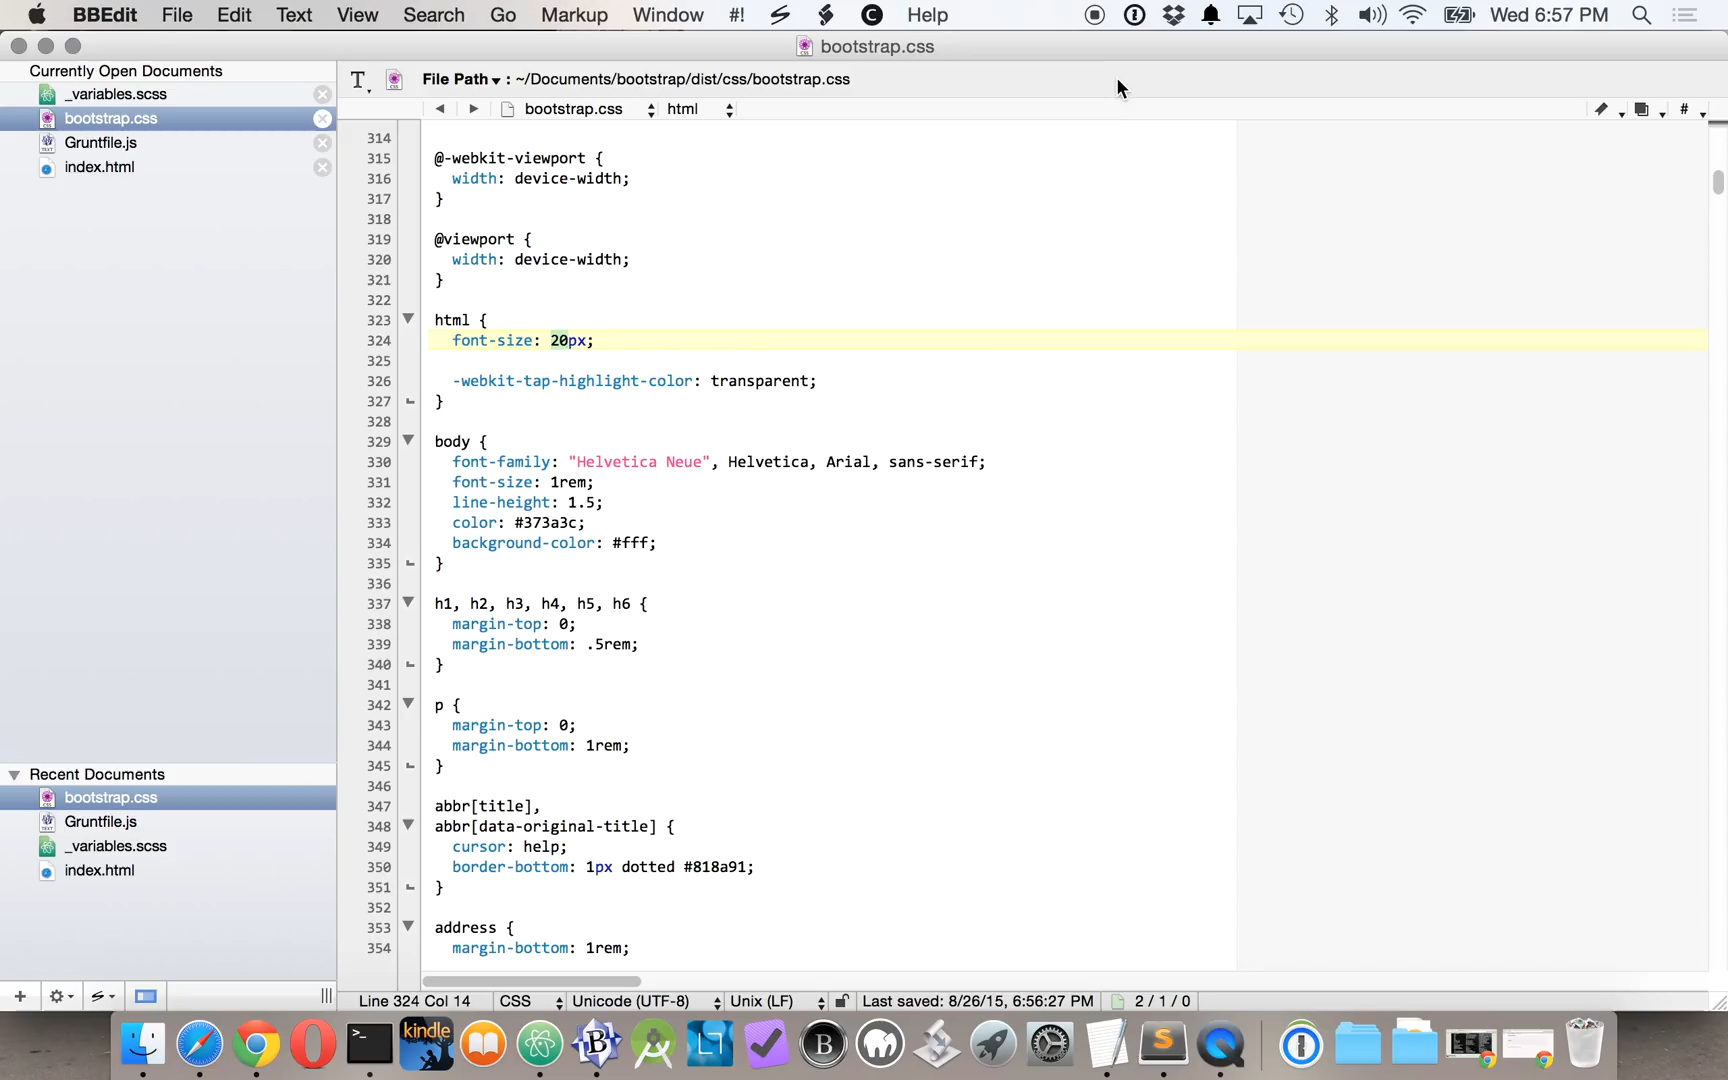 BBEdit File Edit Text View Search Go Markup Window #! Help Wed 6:57 PM
bootstrap.css
Currently Open Documents
_variables.scss
bootstrap.css
Gruntfile.js
index.html
File Path : ~/Documents/bootstrap/dist/css/bootstrap.css
bootstrap.css html #
314
315 @-webkit-viewport {
316 width: device-width;
317 }
318
319 @viewport {
320 width: device-width;
321 }
322
323 html {
324 font-size: 20px;
325
326 -webkit-tap-highlight-color: transparent;
327 }
328
329 body {
330 font-family: "Helvetica Neue", Helvetica, Arial, sans-serif;
331 font-size: 1rem;
332 line-height: 1.5;
333 color: #373a3c;
334 background-color: #fff;
335 }
336
337 h1, h2, h3, h4, h5, h6 {
338 margin-top: 0;
339 margin-bottom: .5rem;
340 }
341
342 p {
343 margin-top: 0;
344 margin-bottom: 1rem;
345 }
346
347 abbr[title],
348 abbr[data-original-title] {
349 cursor: help;
350 border-bottom: 1px dotted #818a91;
351 }
352
353 address {
354 margin-bottom: 1rem;
Recent Documents
bootstrap.css
Gruntfile.js
_variables.scss
index.html
Line 324 Col 14 CSS Unicode (UTF-8) Unix (LF) Last saved: 8/26/15, 6:56:27 PM 2 / 1 / 0
kindle